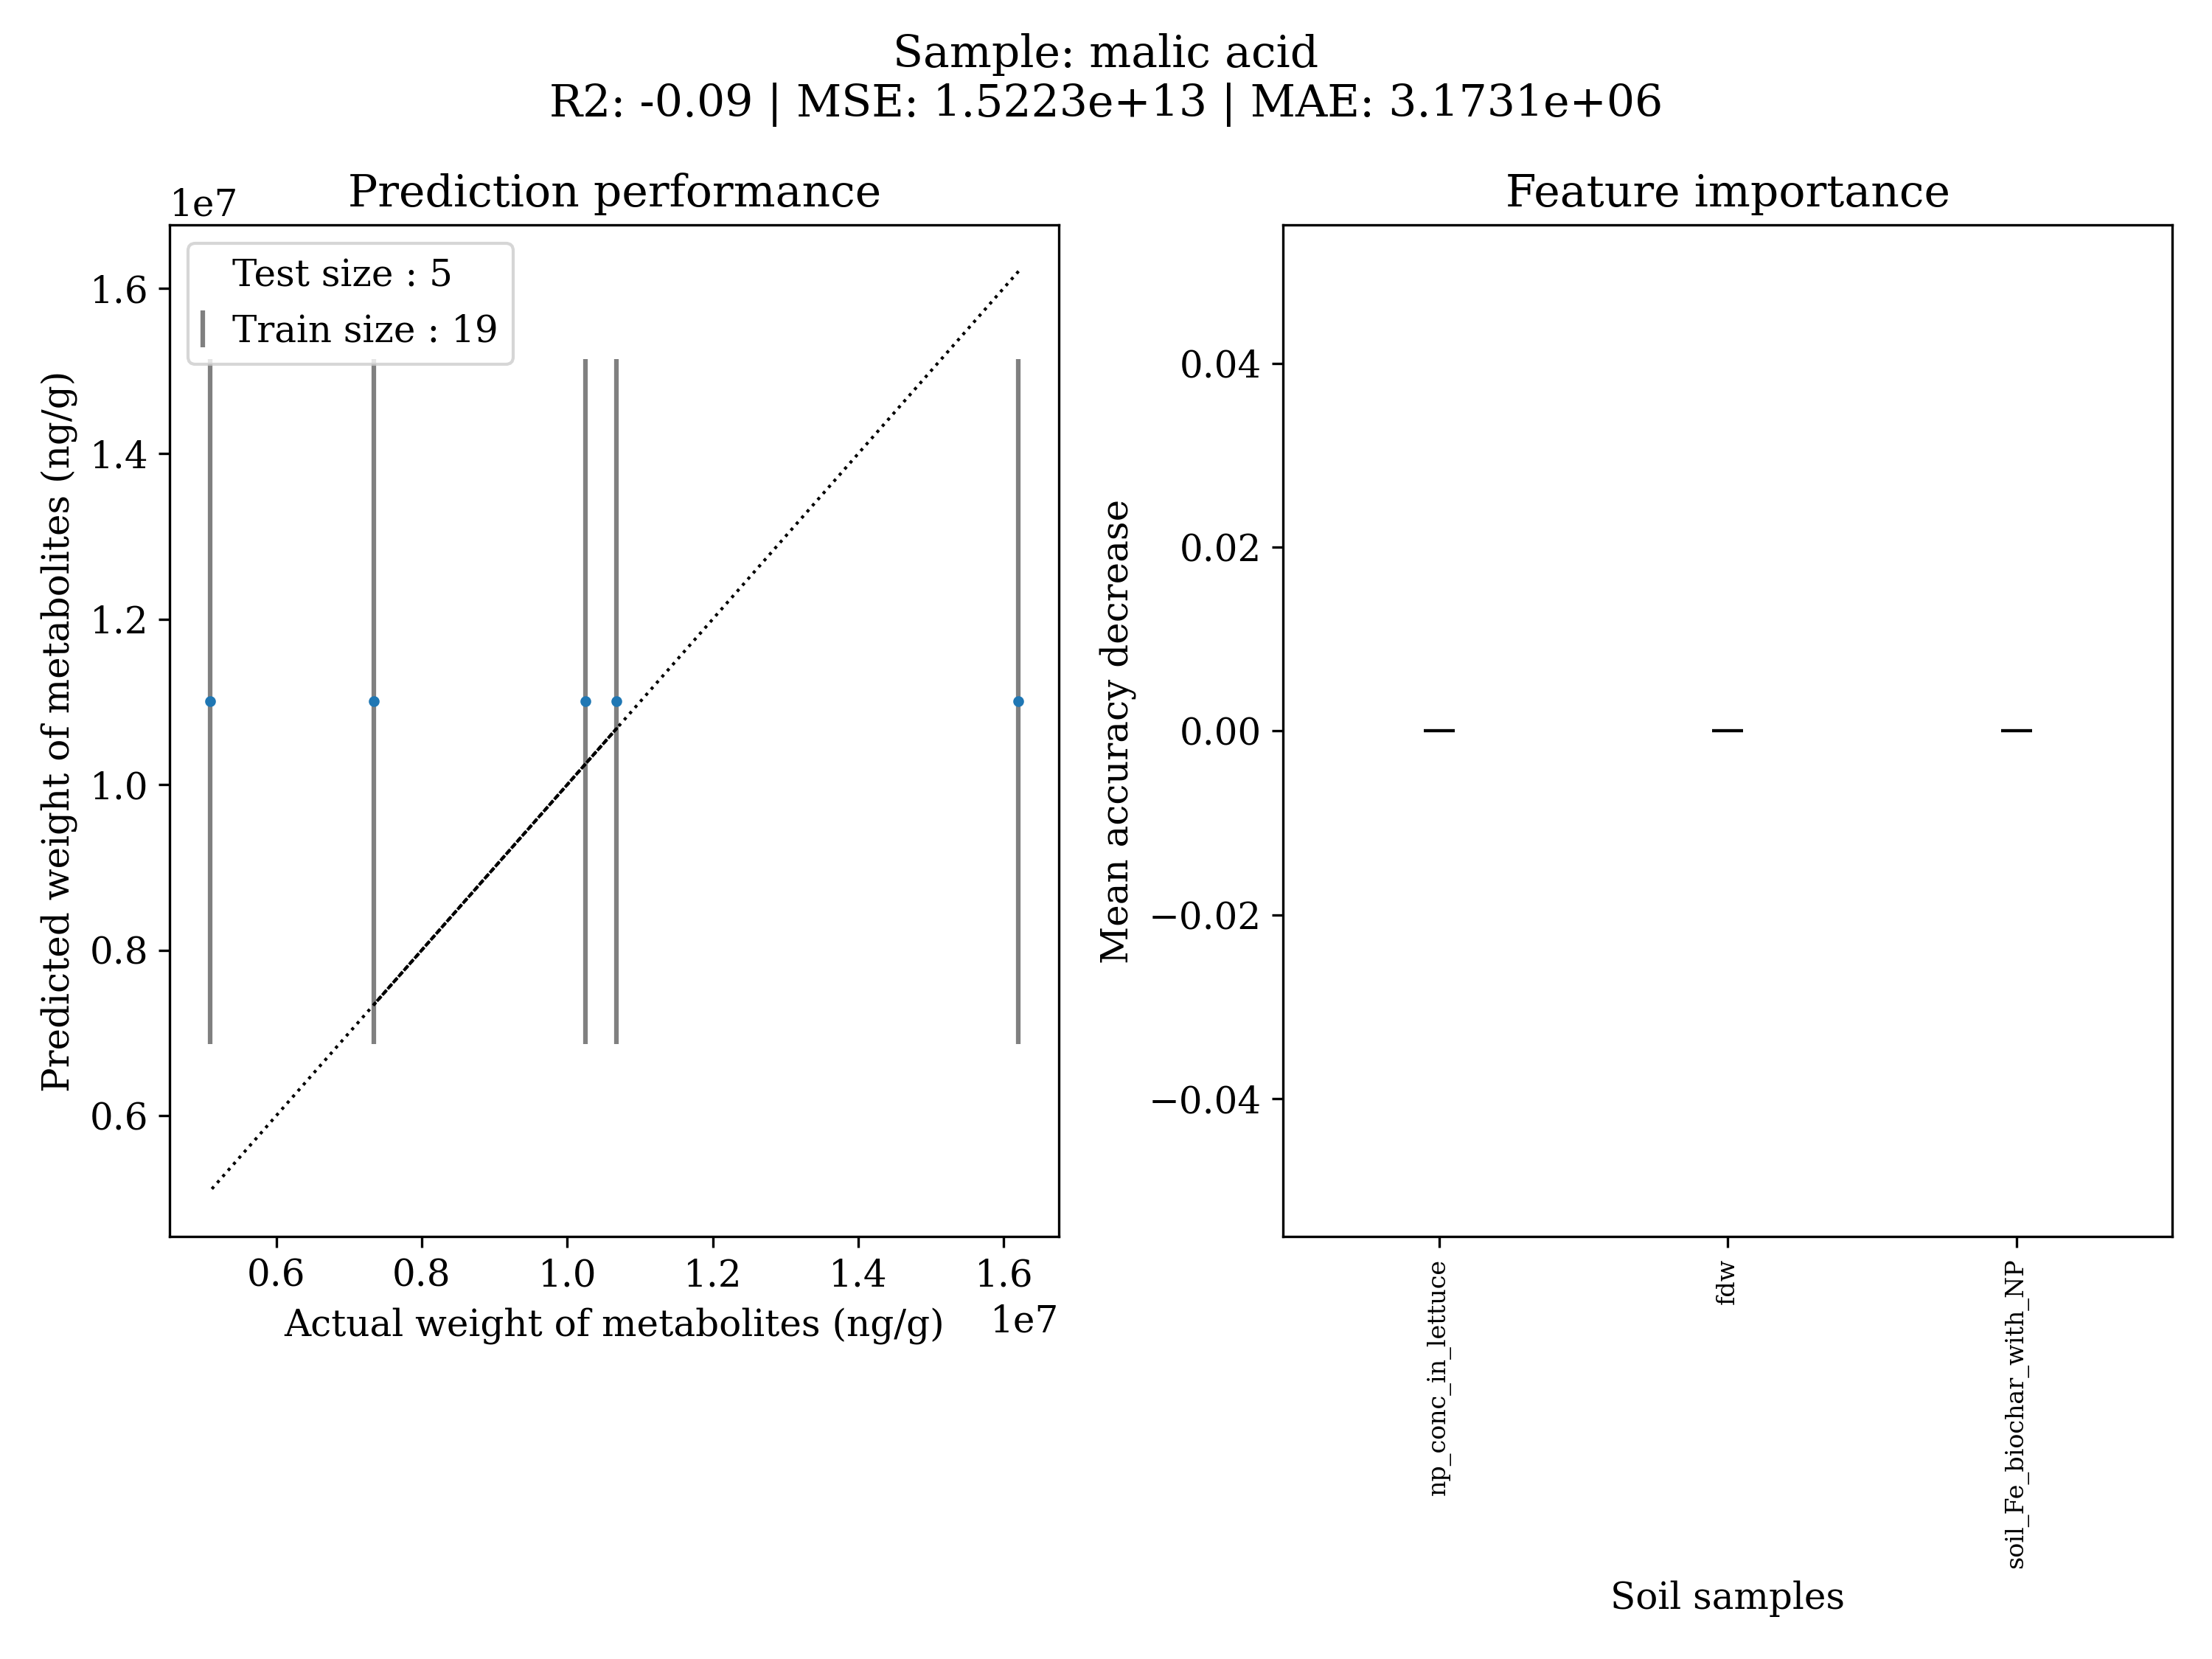 Sample: malic acid
R2: -0.09 | MSE: 1.5223e+13 | MAE: 3.1731e+06
Prediction performance
1e7
Test size : 5
Train size : 19
1.6
1.4
1.2
1.0
0.8
0.6
Predicted weight of metabolites (ng/g)
0.6 0.8 1.0 1.2 1.4 1.6
1e7
Actual weight of metabolites (ng/g)
Feature importance
0.04
0.02
0.00
−0.02
−0.04
Mean accuracy decrease
np_conc_in_lettuce
fdw
soil_Fe_biochar_with_NP
Soil samples